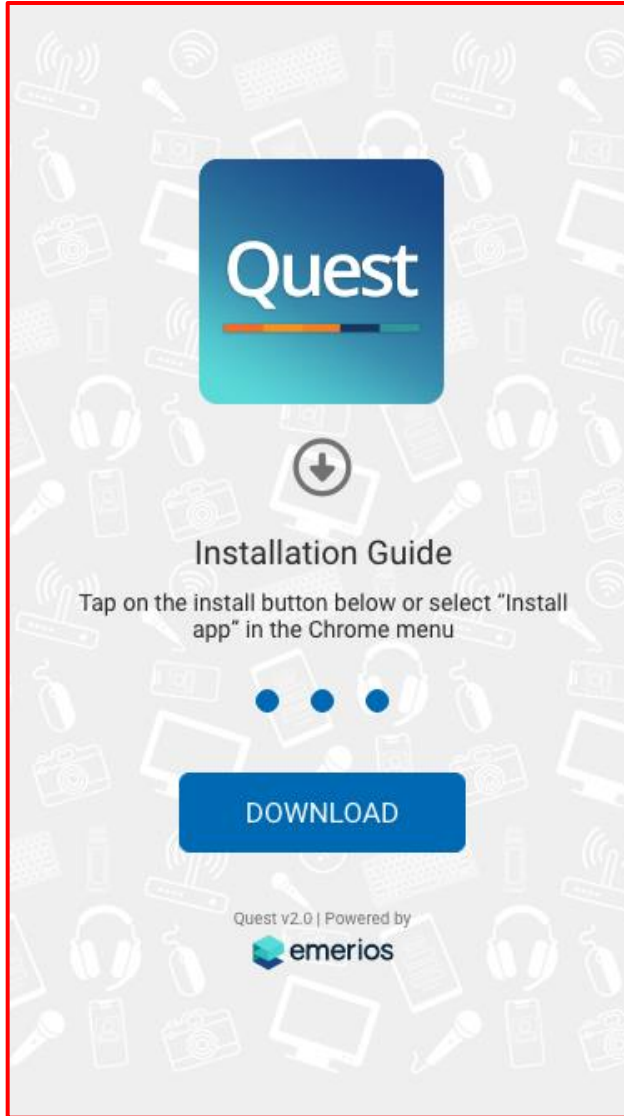 Quest
Installation Guide
Tap on the install button below or select “Install
app” in the Chrome menu
DOWNLOAD
Quest v2.0 | Powered by
emerios